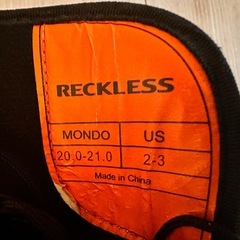 RECKLESS
MONDO US
20.0-21.0 2-3
Made in China